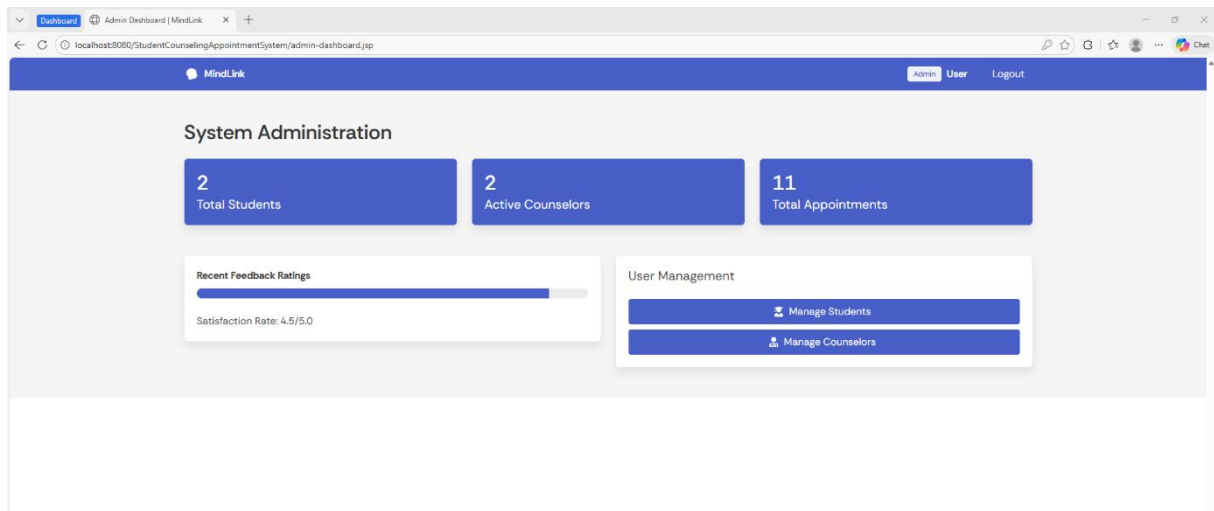 Dashboard Admin Dashboard | MindLink
localhost:8080/StudentCounselingAppointmentSystem/admin-dashboard.jsp
Chat
MindLink
Admin User Logout
System Administration
2
Total Students
2
Active Counselors
11
Total Appointments
Recent Feedback Ratings
Satisfaction Rate: 4.5/5.0
User Management
Manage Students
Manage Counselors